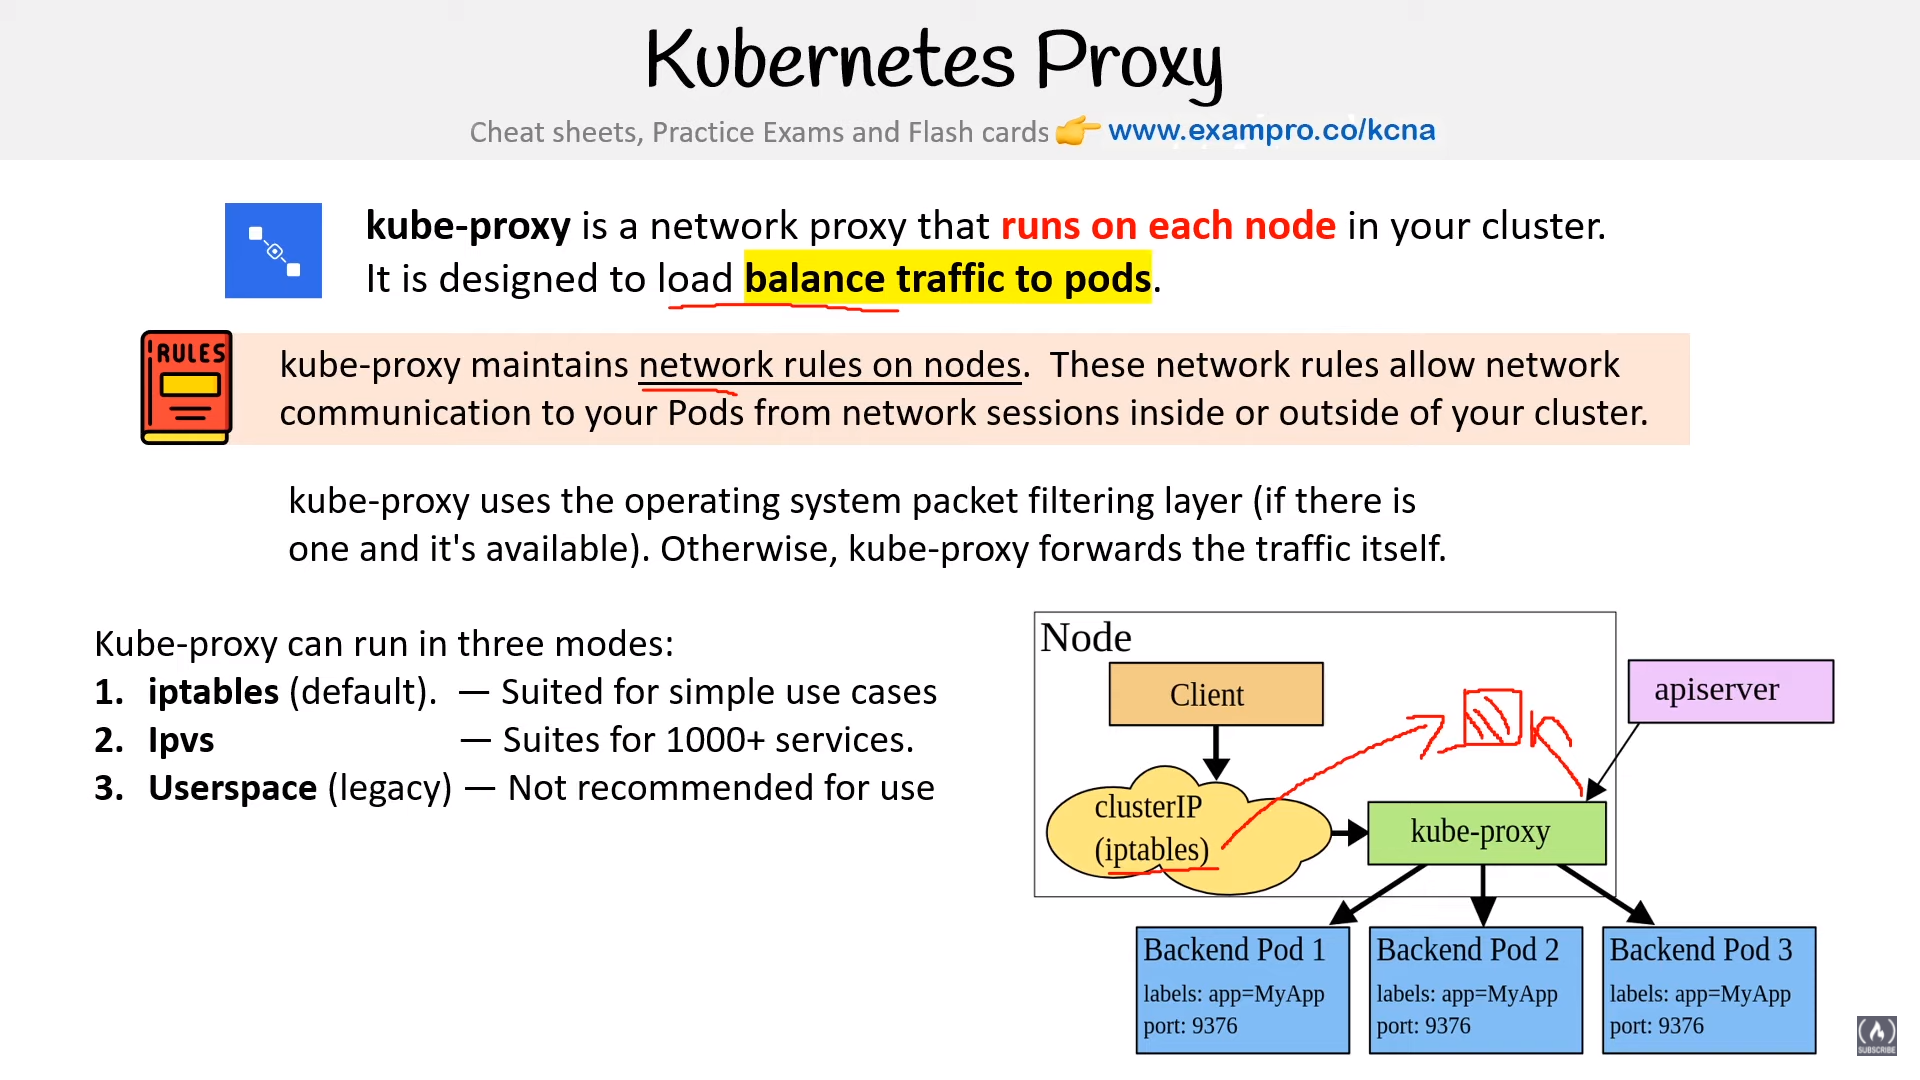 Kubernetes Proxy
Cheat sheets, Practice Exams and Flash cards 👉 www.exampro.co/kcna
kube-proxy is a network proxy that runs on each node in your cluster.
It is designed to load balance traffic to pods.
RULES
kube-proxy maintains network rules on nodes. These network rules allow network
communication to your Pods from network sessions inside or outside of your cluster.
kube-proxy uses the operating system packet filtering layer (if there is
one and it's available). Otherwise, kube-proxy forwards the traffic itself.
Kube-proxy can run in three modes:
1. iptables (default). — Suited for simple use cases
2. Ipvs — Suites for 1000+ services.
3. Userspace (legacy) — Not recommended for use
Node
Client
apiserver
clusterIP
(iptables)
kube-proxy
Backend Pod 1
labels: app=MyApp
port: 9376
Backend Pod 2
labels: app=MyApp
port: 9376
Backend Pod 3
labels: app=MyApp
port: 9376
SUBSCRIBE